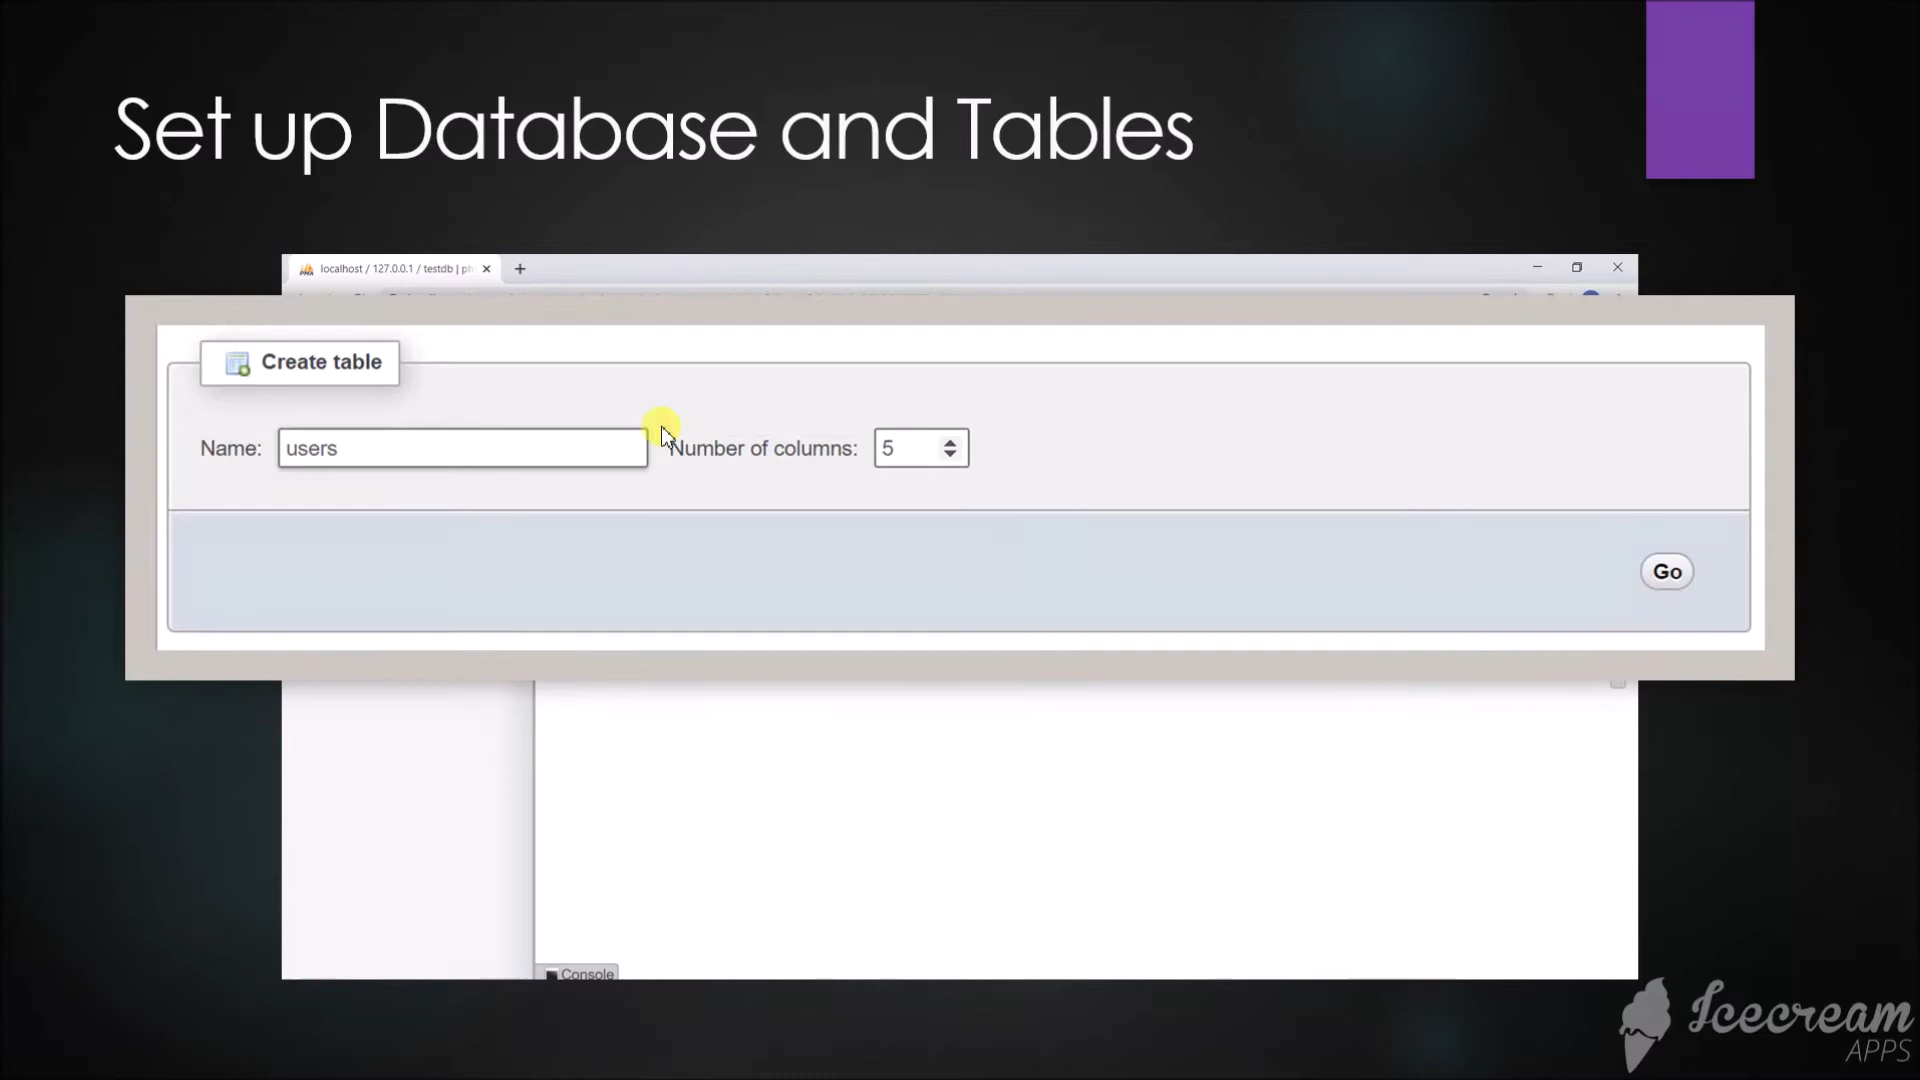 Set up Database and Tables
localhost / 127.0.0.1 / testdb | ph
Create table
Name: users Number of columns: 5
Go
Console
Icecream
APPS